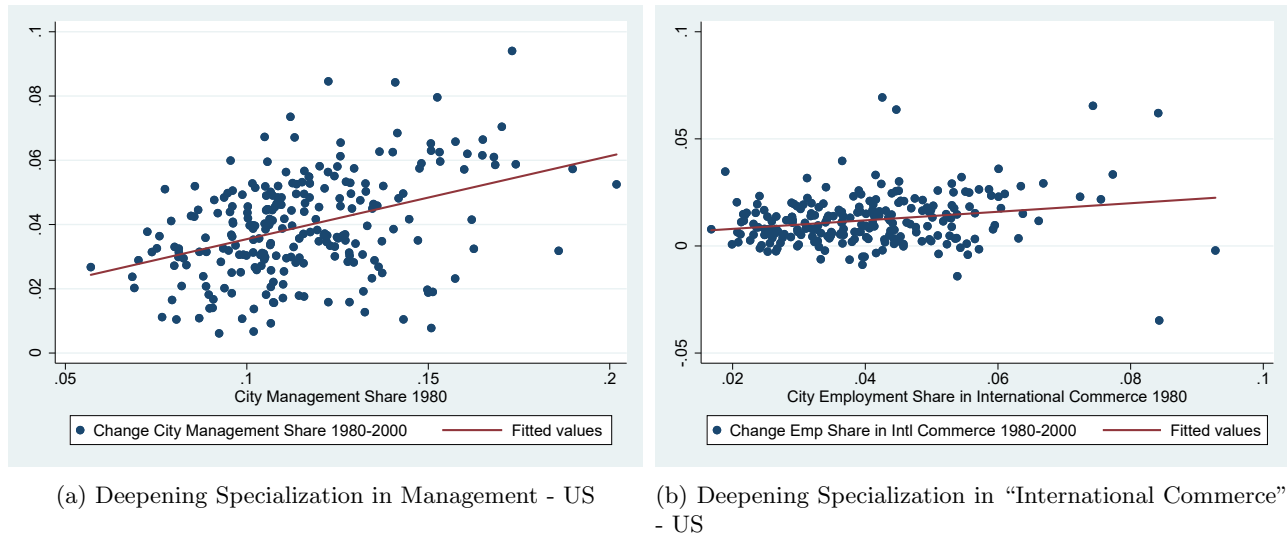 .1
.08
.06
.04
.02
0
.05
.1
.15
.2
City Management Share 1980
Change City Management Share 1980-2000
Fitted values
(a) Deepening Specialization in Management - US
.1
.05
0
-.05
.02
.04
.06
.08
.1
City Employment Share in International Commerce 1980
Change Emp Share in Intl Commerce 1980-2000
Fitted values
(b) Deepening Specialization in “International Commerce”
- US